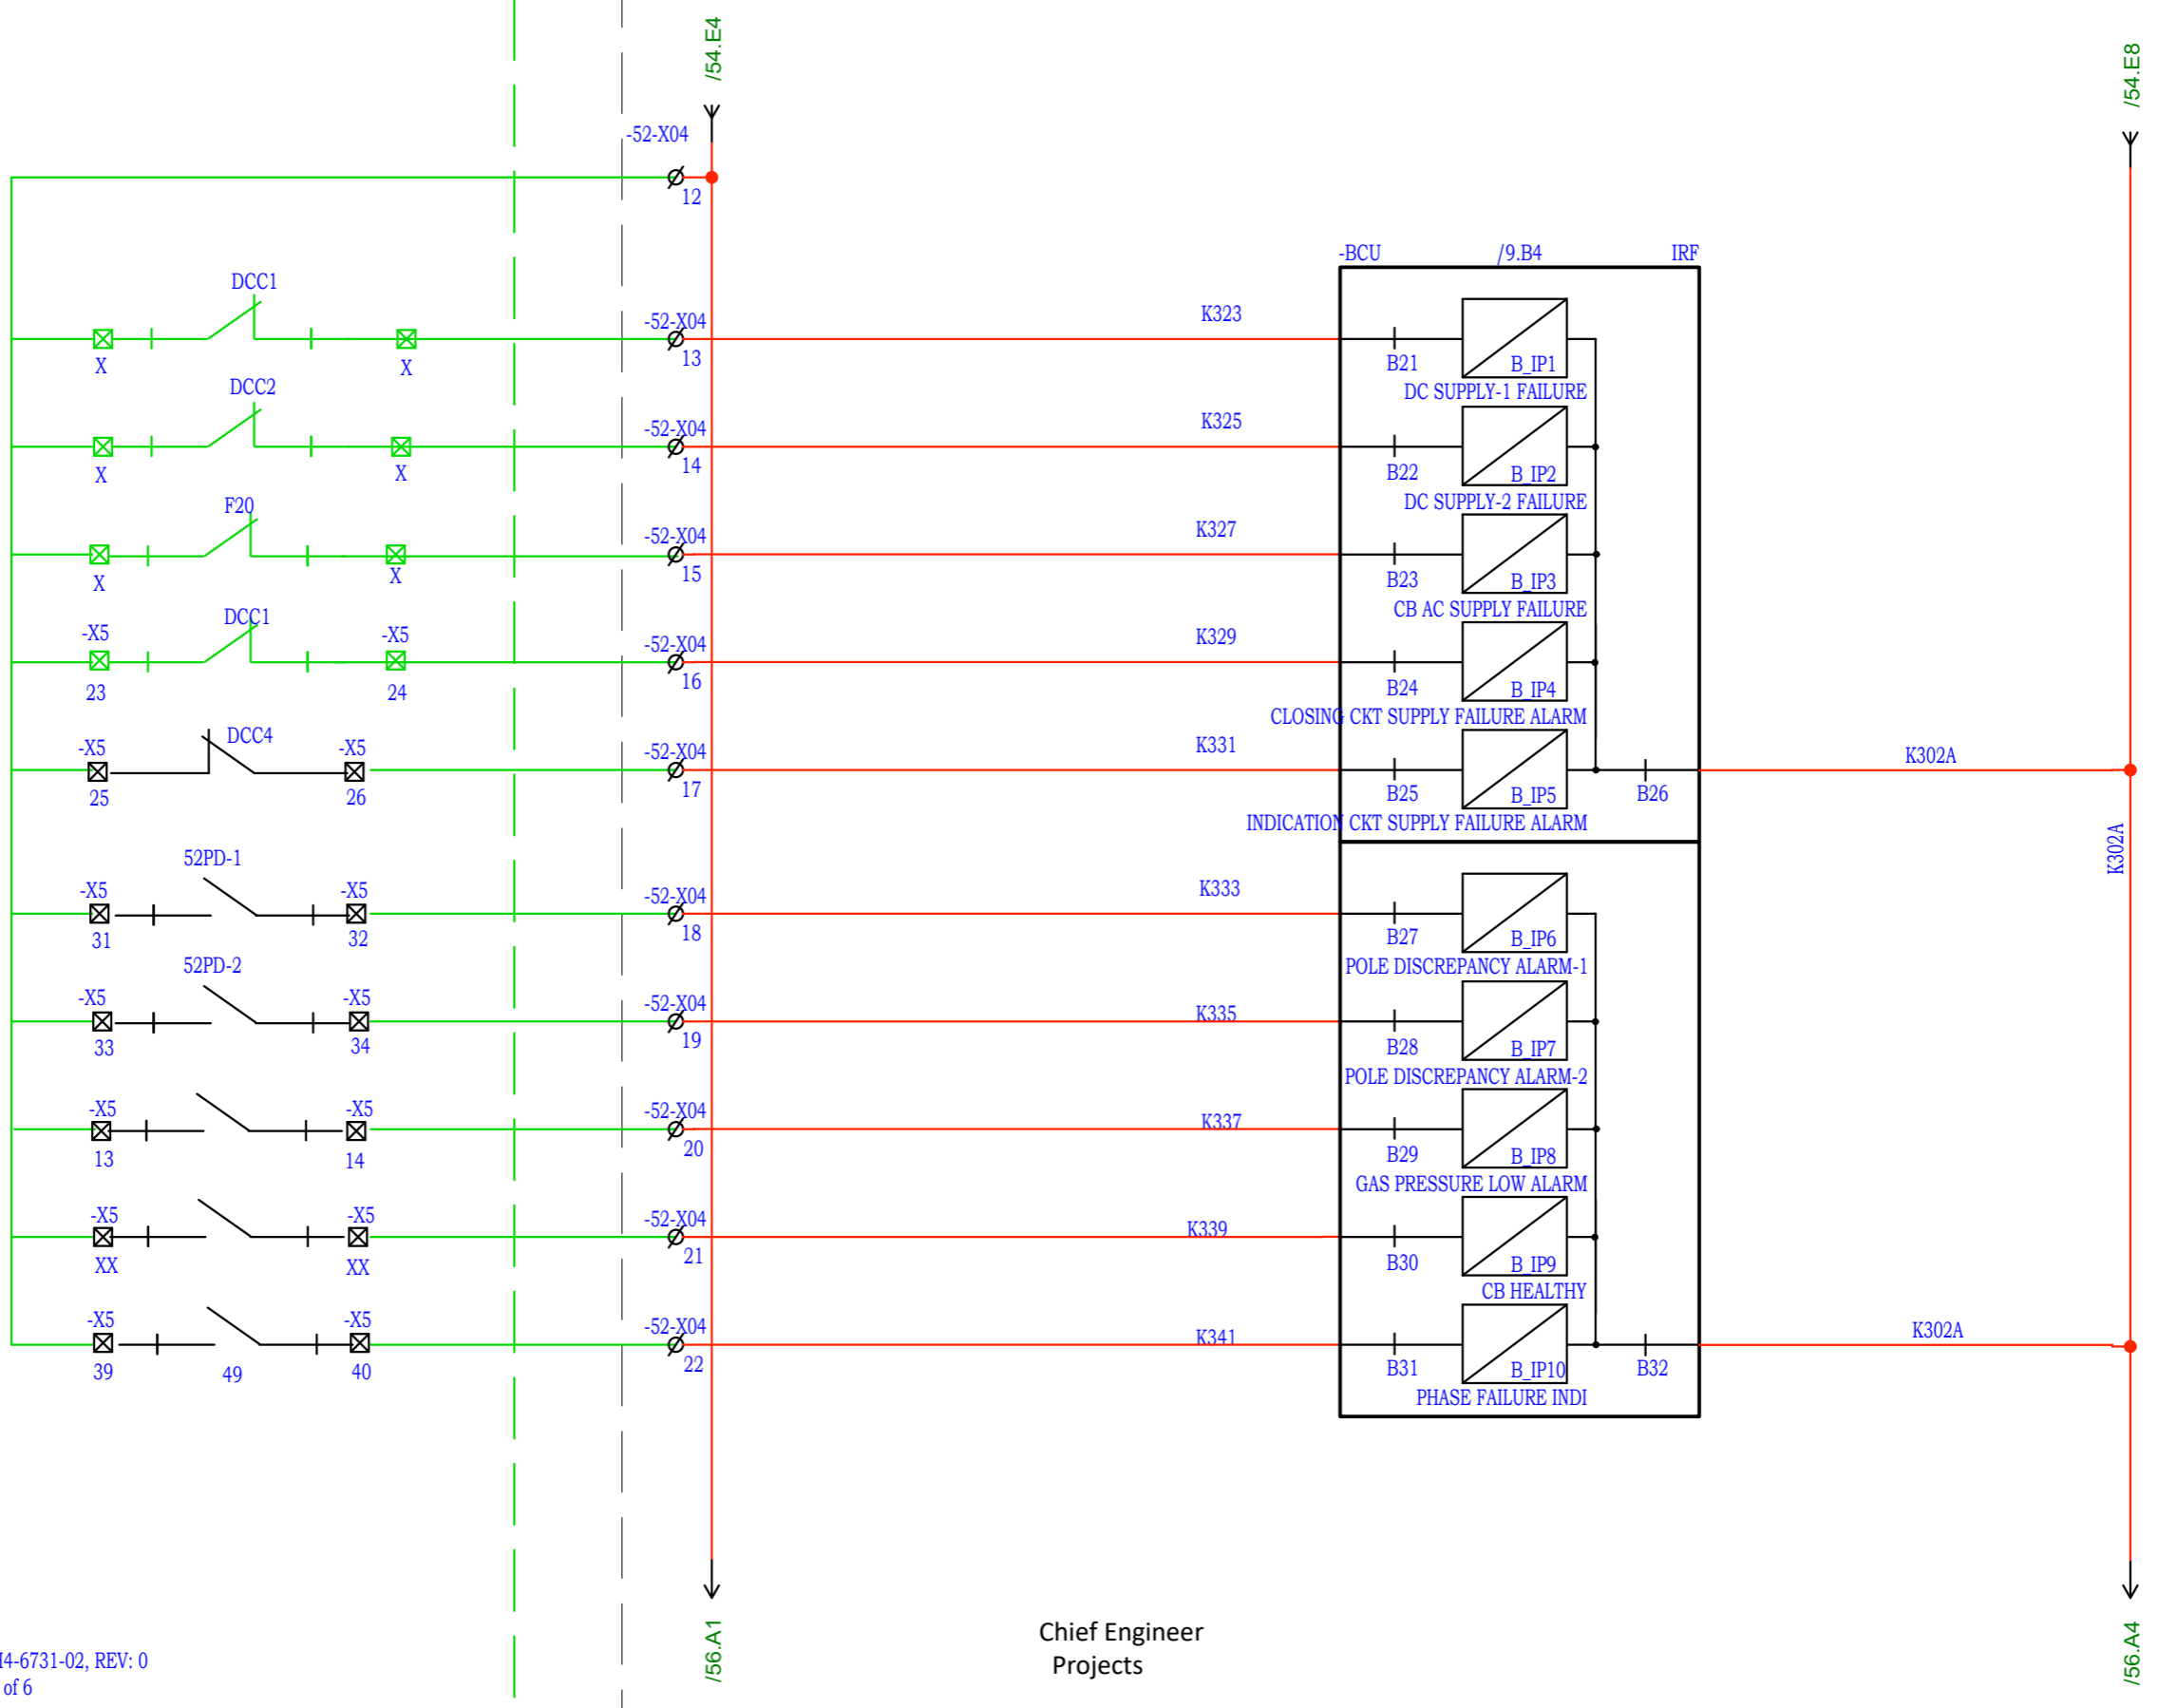 /54.E4
/54.E8
-52-X04
12
-BCU /9.B4 IRF
DCC1
X X
-52-X04
13
K323
B21
B_IP1
DC SUPPLY-1 FAILURE
DCC2
X X
-52-X04
14
K325
B22
B_IP2
DC SUPPLY-2 FAILURE
F20
X X
-52-X04
15
K327
B23
B_IP3
CB AC SUPPLY FAILURE
DCC1
-X5 -X5
23 24
-52-X04
16
K329
B24
B_IP4
CLOSING CKT SUPPLY FAILURE ALARM
DCC4
-X5 -X5
25 26
-52-X04
17
K331
B25
B_IP5
B26
K302A
INDICATION CKT SUPPLY FAILURE ALARM
K302A
52PD-1
-X5 -X5
31 32
-52-X04
18
K333
B27
B_IP6
POLE DISCREPANCY ALARM-1
52PD-2
-X5 -X5
33 34
-52-X04
19
K335
B28
B_IP7
POLE DISCREPANCY ALARM-2
-X5 -X5
13 14
-52-X04
20
K337
B29
B_IP8
GAS PRESSURE LOW ALARM
-X5 -X5
XX XX
-52-X04
21
K339
B30
B_IP9
CB HEALTHY
-X5 -X5
39 49 40
-52-X04
22
K341
B31
B_IP10
B32
K302A
PHASE FAILURE INDI
/56.A1
/56.A4
Chief Engineer
Projects
4-6731-02, REV: 0
of 6